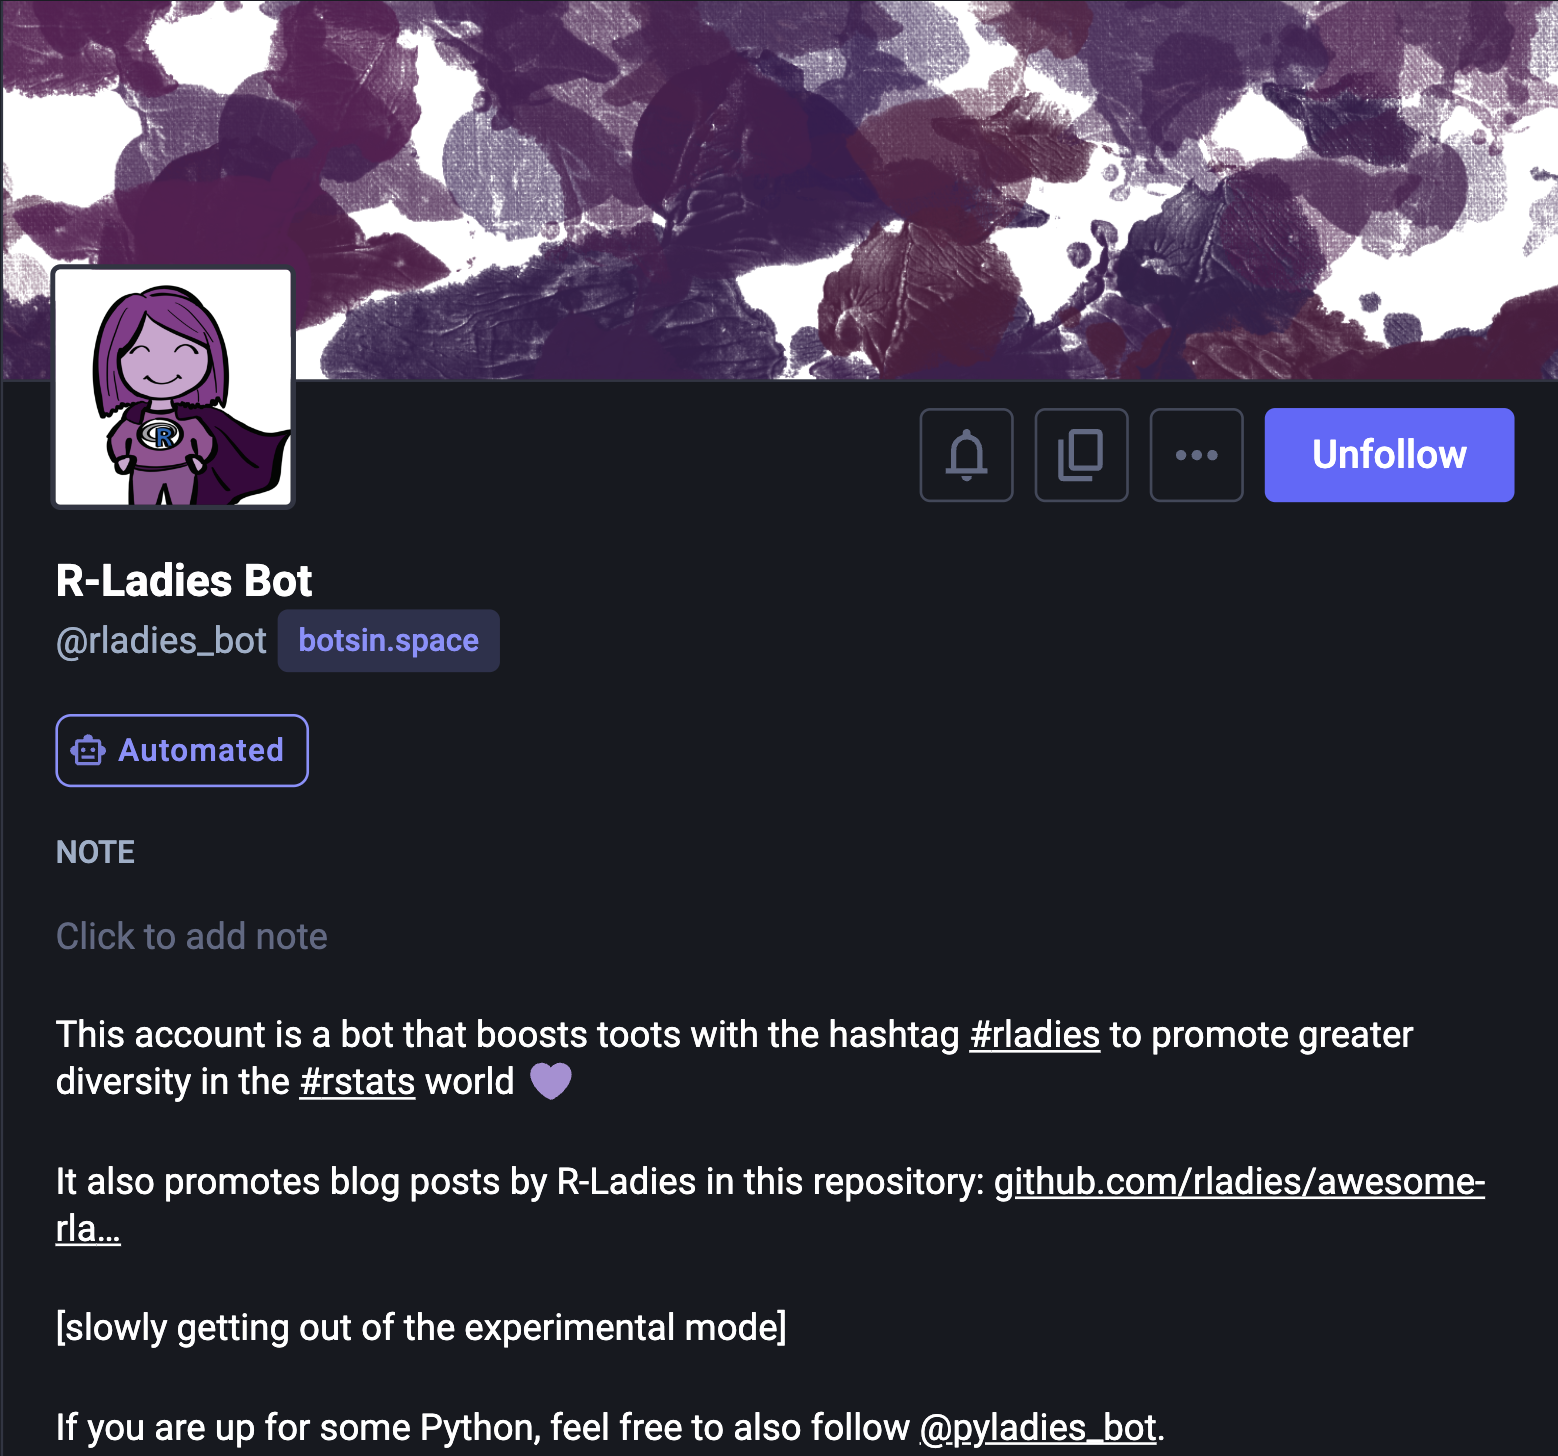 R
Unfollow
R-Ladies Bot
@rladies_bot botsin.space
Automated
NOTE
Click to add note
This account is a bot that boosts toots with the hashtag #rladies to promote greater
diversity in the #rstats world 💜
It also promotes blog posts by R-Ladies in this repository: github.com/rladies/awesome-
rla…
[slowly getting out of the experimental mode]
If you are up for some Python, feel free to also follow @pyladies_bot.